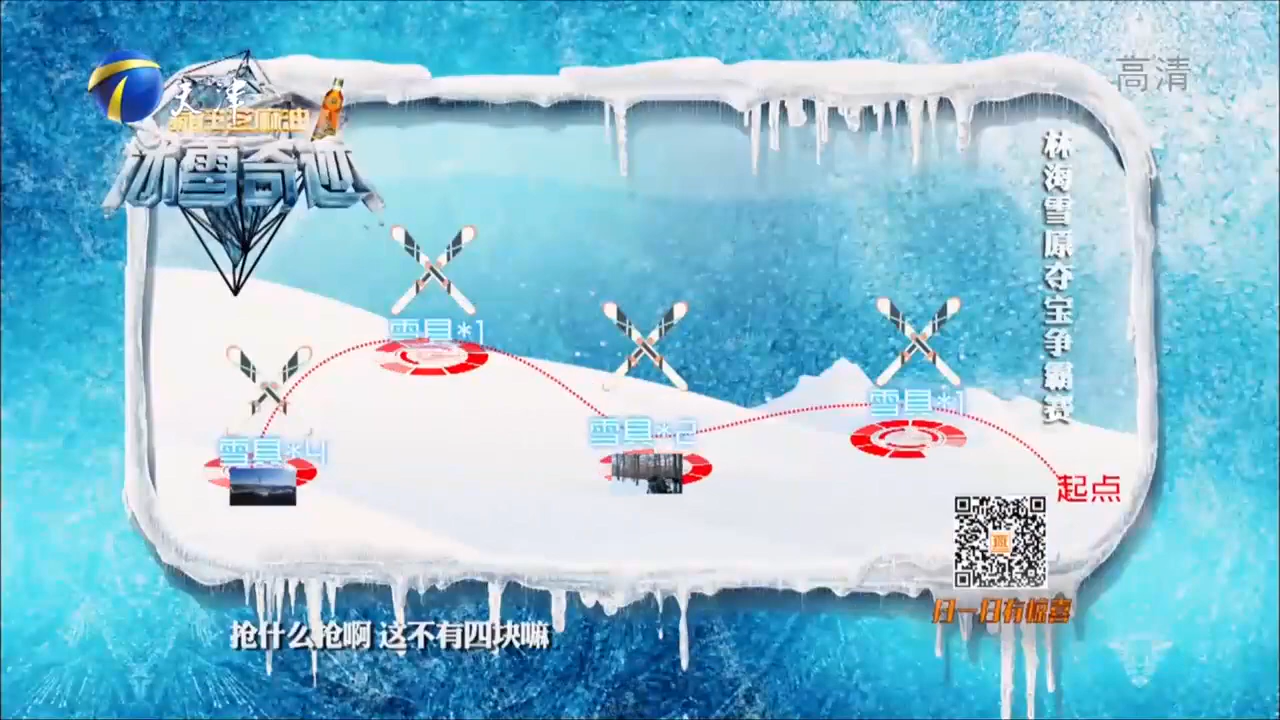 天津
高清
冰雪奇迹
林海雪原夺宝争霸赛
雪具*1
雪具*1
雪具*2
雪具*4
起点
扫一扫有惊喜
抢什么抢啊 这不有四块嘛